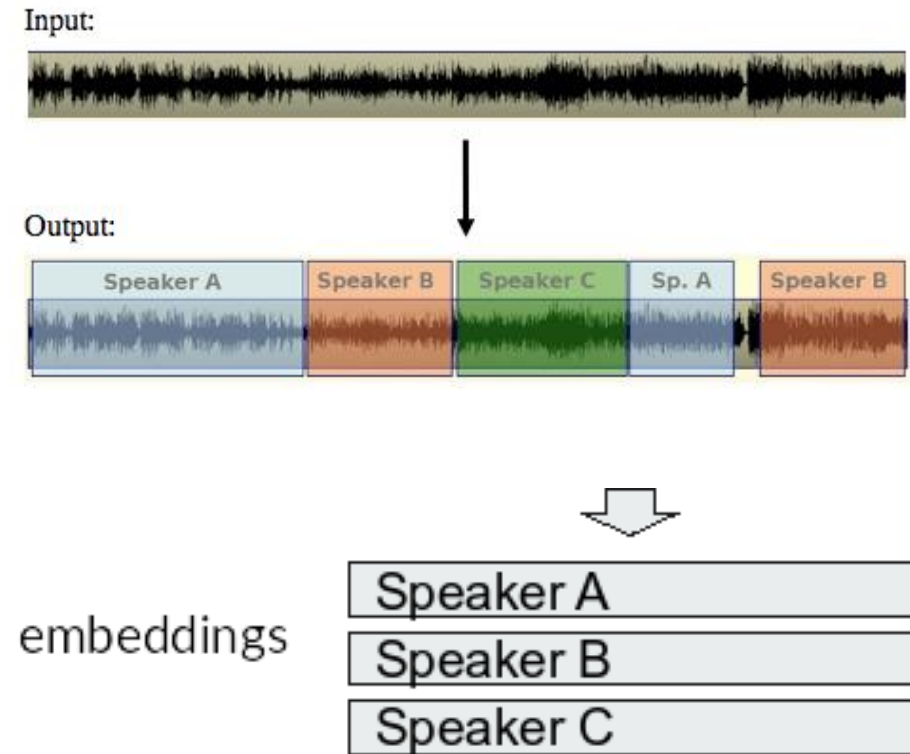 Input:
Output:
Speaker A Speaker B Speaker C Sp. A Speaker B
Speaker A
embeddings
Speaker B
Speaker C